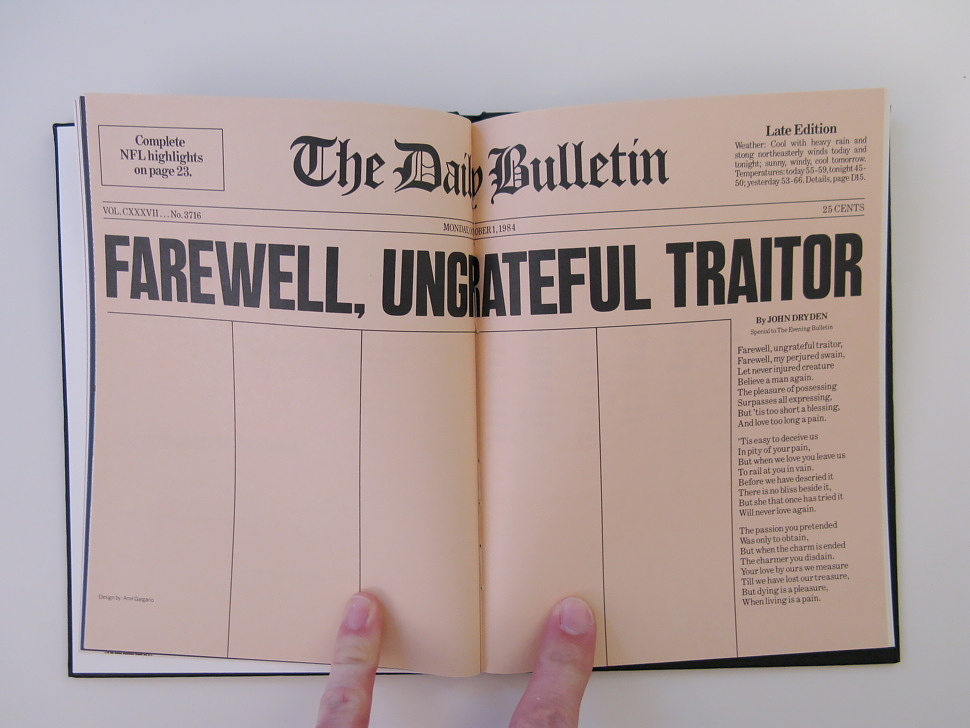 Complete
NFL highlights
on page 23.
The Daily Bulletin
Late Edition
Weather: Cool with heavy rain and
stong northeasterly winds today and
tonight; sunny, windy, cool tomorrow.
Temperatures: today 55-59, tonight 45-
50; yesterday 53-66. Details, page D15.
VOL. CXXXVII . . . No. 3716
MONDAY, OCTOBER 1, 1984
25 CENTS
FAREWELL, UNGRATEFUL TRAITOR
By JOHN DRYDEN
Special to The Evening Bulletin
Farewell, ungrateful traitor,
Farewell, my perjured swain,
Let never injured creature
Believe a man again.
The pleasure of possessing
Surpasses all expressing,
But 'tis too short a blessing,
And love too long a pain.
'Tis easy to deceive us
In pity of your pain,
But when we love you leave us
To rail at you in vain.
Before we have descried it
There is no bliss beside it,
But she that once has tried it
Will never love again.
The passion you pretended
Was only to obtain,
But when the charm is ended
The charmer you disdain.
Your love by ours we measure
Till we have lost our treasure,
But dying is a pleasure,
When living is a pain.
Design by: